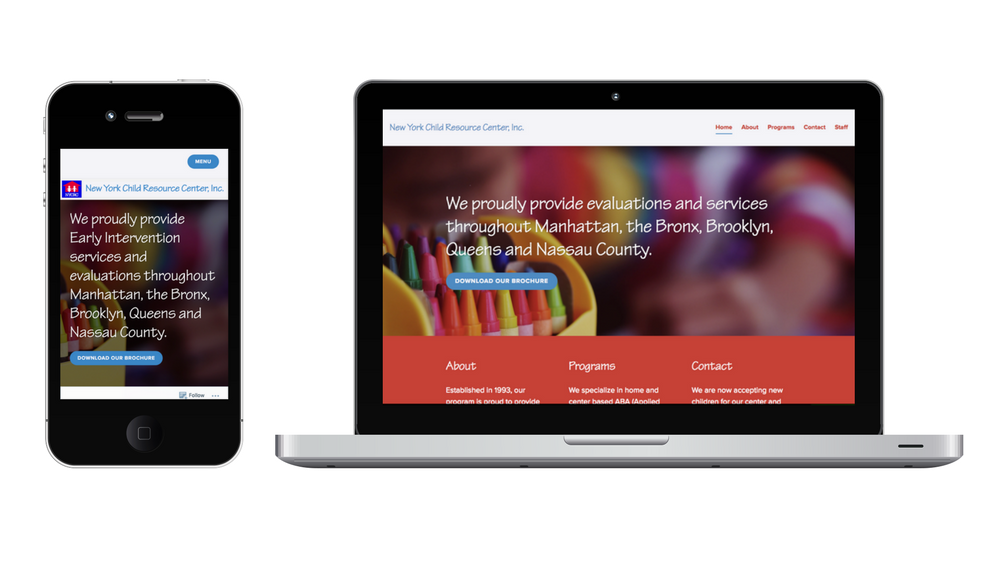 MENU
New York Child Resource Center, Inc.
We proudly provide
Early Intervention
services and
evaluations throughout
Manhattan, the Bronx,
Brooklyn, Queens and
Nassau County.
DOWNLOAD OUR BROCHURE
Follow
New York Child Resource Center, Inc.
Home About Programs Contact Staff
We proudly provide evaluations and services
throughout Manhattan, the Bronx, Brooklyn,
Queens and Nassau County.
DOWNLOAD OUR BROCHURE
About
Established in 1993, our
program is proud to provide
Programs
We specialize in home and
center based ABA (Applied
Contact
We are now accepting new
children for our center and